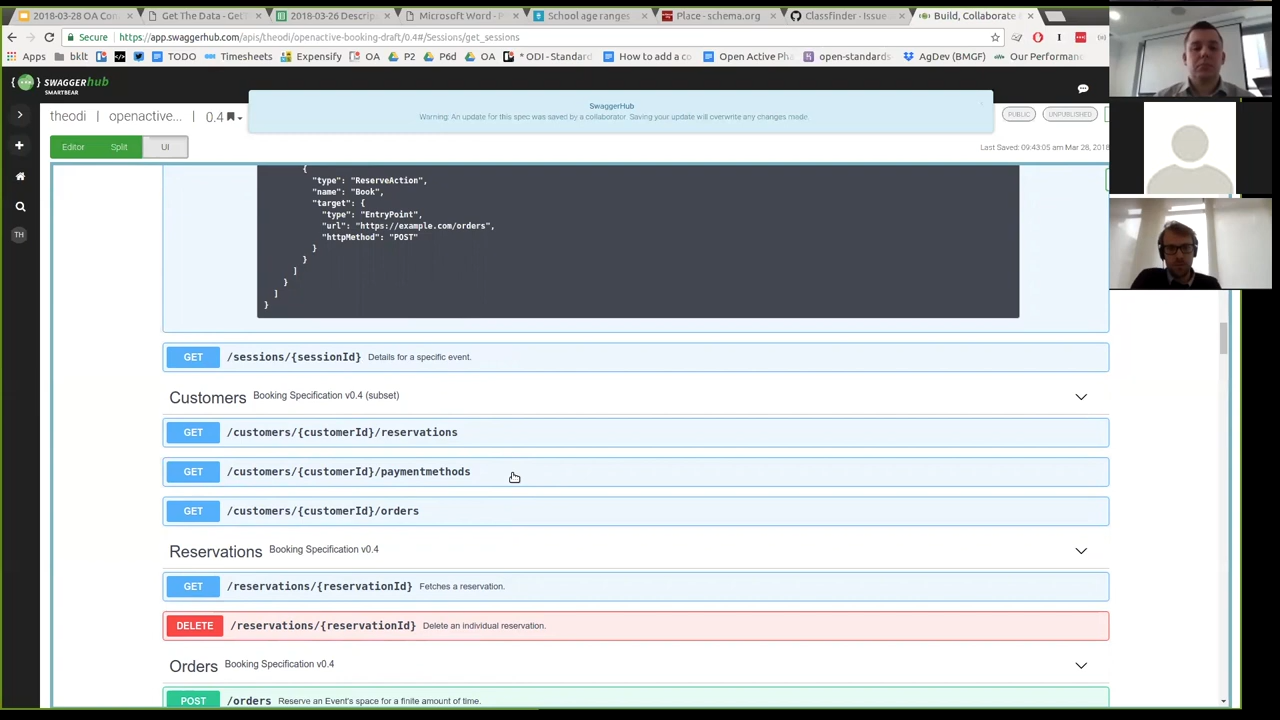 2018-03-28 OA Com
Get The Data - Get
2018-03-26 Descrip
Microsoft Word - P
School age ranges
Place - schema.org
Classfinder - Issue
Build, Collaborate
Secure
https://app.swaggerhub.com/apis/theodi/openactive-booking-draft/0.4#/Sessions/get_sessions
Apps
bklt
TODO
Timesheets
Expensify
OA
P2
P6d
OA
* ODI - Standard
How to add a co
Open Active Pha
open-standards
AgDev (BMGF)
Our Performance
SWAGGERhub
SMARTBEAR
theodi | openactive... | 0.4
SwaggerHub
Warning: An update for this spec was saved by a collaborator. Saving your update will overwrite any changes made.
PUBLIC
UNPUBLISHED
Editor
Split
UI
Last Saved: 09:43:05 am Mar 28, 2018
TH
{
"type": "ReserveAction",
"name": "Book",
"target": {
"type": "EntryPoint",
"url": "https://example.com/orders",
"httpMethod": "POST"
}
}
]
}
]
}
GET /sessions/{sessionId} Details for a specific event.
Customers Booking Specification v0.4 (subset)
GET /customers/{customerId}/reservations
GET /customers/{customerId}/paymentmethods
GET /customers/{customerId}/orders
Reservations Booking Specification v0.4
GET /reservations/{reservationId} Fetches a reservation.
DELETE /reservations/{reservationId} Delete an individual reservation.
Orders Booking Specification v0.4
POST /orders Reserve an Event's space for a finite amount of time.